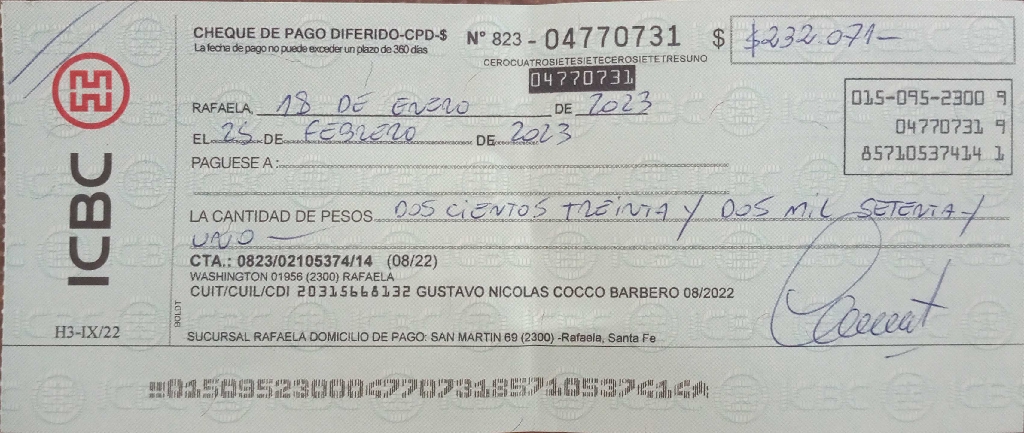 CHEQUE DE PAGO DIFERIDO-CPD-$ Nº 823 - 04770731 $ $232.071—
La fecha de pago no puede exceder un plazo de 360 días
CEROCUATROSIETESIETECEROSIETETRESUNO
04770731
RAFAELA, 18 DE ENERO DE 2023
015-095-2300 9
04770731 9
85710537414 1
EL 25 DE FEBRERO DE 2023
PAGUESE A :
LA CANTIDAD DE PESOS DOS CIENTOS TREINTA Y DOS MIL SETENTA Y
UNO —
CTA.: 0823/02105374/14 (08/22)
WASHINGTON 01956 (2300) RAFAELA
CUIT/CUIL/CDI 20315668132 GUSTAVO NICOLAS COCCO BARBERO 08/2022
SUCURSAL RAFAELA DOMICILIO DE PAGO: SAN MARTIN 69 (2300) -Rafaela, Santa Fe
ICBC
H3-IX/22
BOLDT
01509523000477073185710537414